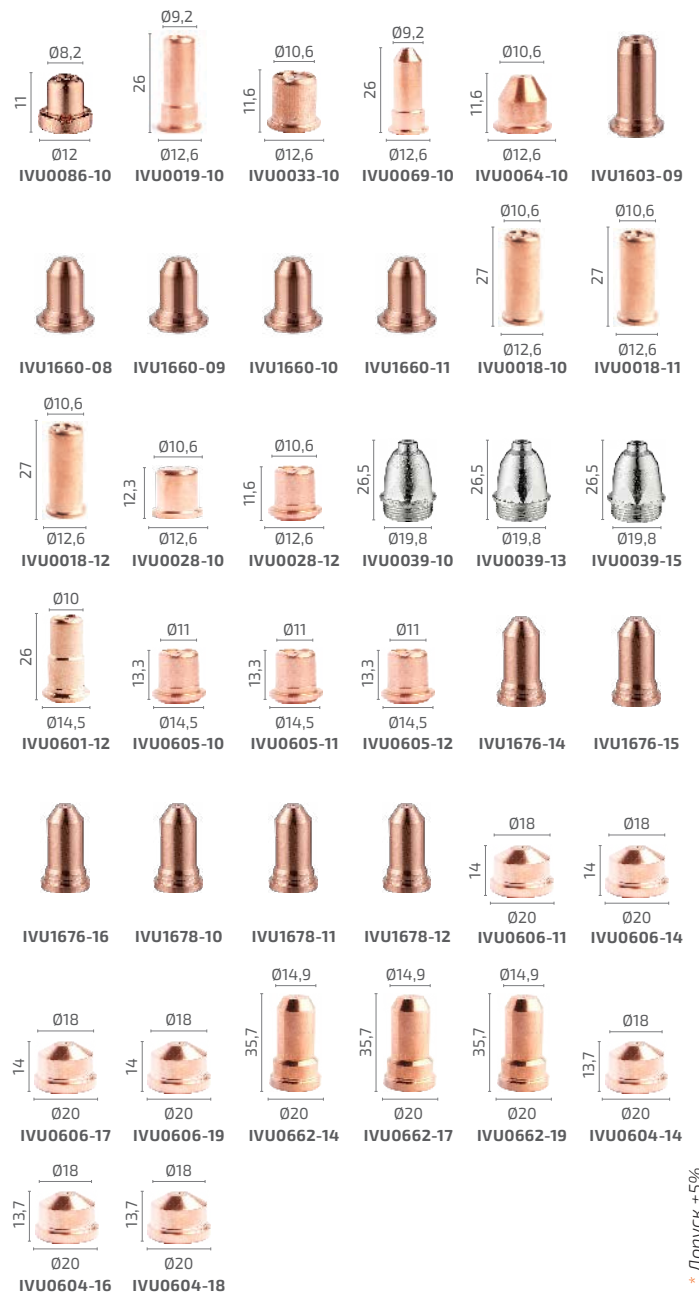 Ø8,2
11
Ø12
IVU0086-10
Ø9,2
26
Ø12,6
IVU0019-10
Ø10,6
11,6
Ø12,6
IVU0033-10
Ø9,2
26
Ø12,6
IVU0069-10
Ø10,6
11,6
Ø12,6
IVU0064-10
IVU1603-09
IVU1660-08
IVU1660-09
IVU1660-10
IVU1660-11
Ø10,6
27
Ø12,6
IVU0018-10
Ø10,6
27
Ø12,6
IVU0018-11
Ø10,6
27
Ø12,6
IVU0018-12
Ø10,6
12,3
Ø12,6
IVU0028-10
Ø10,6
11,6
Ø12,6
IVU0028-12
26,5
Ø19,8
IVU0039-10
26,5
Ø19,8
IVU0039-13
26,5
Ø19,8
IVU0039-15
Ø10
26
Ø14,5
IVU0601-12
Ø11
13,3
Ø14,5
IVU0605-10
Ø11
13,3
Ø14,5
IVU0605-11
Ø11
13,3
Ø14,5
IVU0605-12
IVU1676-14
IVU1676-15
IVU1676-16
IVU1678-10
IVU1678-11
IVU1678-12
Ø18
14
Ø20
IVU0606-11
Ø18
14
Ø20
IVU0606-14
Ø18
14
Ø20
IVU0606-17
Ø18
14
Ø20
IVU0606-19
Ø14,9
35,7
Ø20
IVU0662-14
Ø14,9
35,7
Ø20
IVU0662-17
Ø14,9
35,7
Ø20
IVU0662-19
Ø18
13,7
Ø20
IVU0604-14
Ø18
13,7
Ø20
IVU0604-16
Ø18
13,7
Ø20
IVU0604-18
* Допуск ±5%